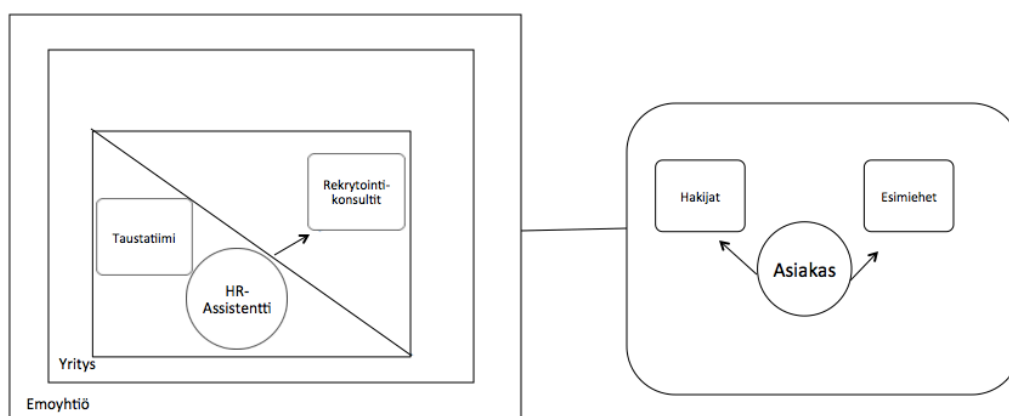 Rekrytointi-
konsultit
Taustatiimi
HR-
Assistentti
Yritys
Emoyhtiö
Hakijat
Esimiehet
Asiakas